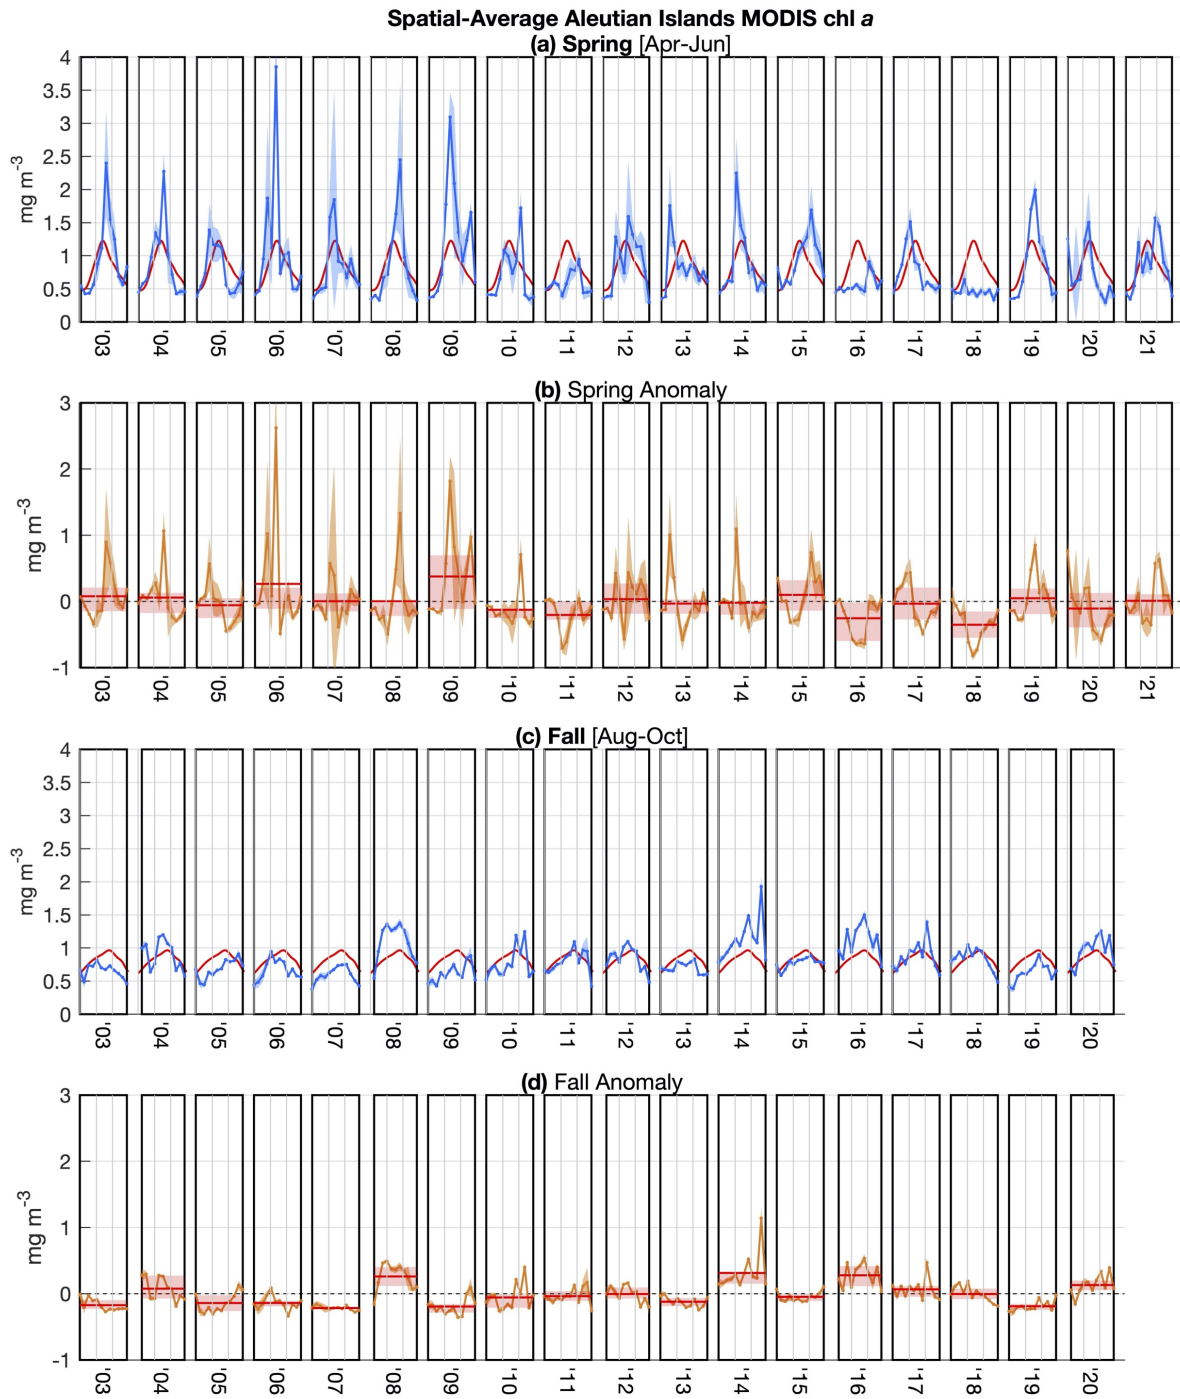 Spatial-Average Aleutian Islands MODIS chl a
(a) Spring [Apr-Jun]
4
3.5
3
2.5
2
1.5
1
0.5
0
mg m-3
'03 '04 '05 '06 '07 '08 '09 '10 '11 '12 '13 '14 '15 '16 '17 '18 '19 '20 '21
(b) Spring Anomaly
3
2
1
0
-1
mg m-3
'03 '04 '05 '06 '07 '08 '09 '10 '11 '12 '13 '14 '15 '16 '17 '18 '19 '20 '21
(c) Fall [Aug-Oct]
4
3.5
3
2.5
2
1.5
1
0.5
0
mg m-3
'03 '04 '05 '06 '07 '08 '09 '10 '11 '12 '13 '14 '15 '16 '17 '18 '19 '20
(d) Fall Anomaly
3
2
1
0
-1
mg m-3
'03 '04 '05 '06 '07 '08 '09 '10 '11 '12 '13 '14 '15 '16 '17 '18 '19 '20